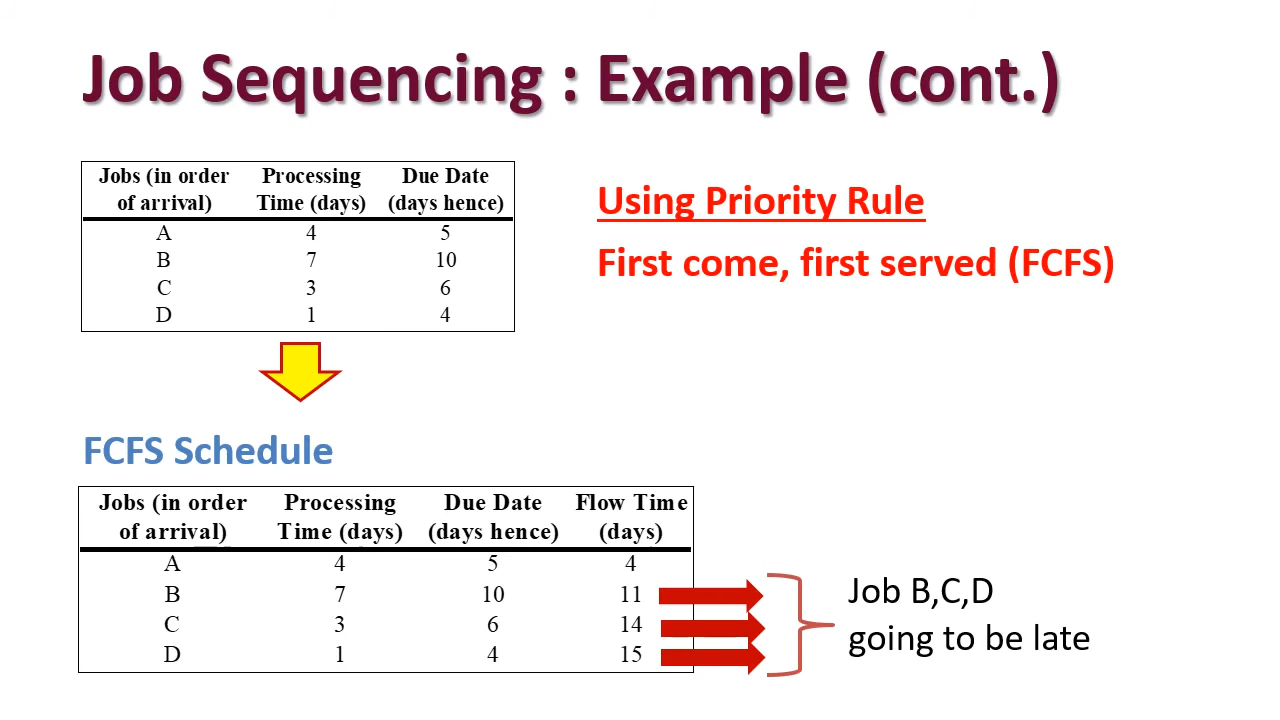 Job Sequencing : Example (cont.)
Jobs (in order of arrival) Processing Time (days) Due Date (days hence)
A 4 5
B 7 10
C 3 6
D 1 4
Using Priority Rule
First come, first served (FCFS)
FCFS Schedule
Jobs (in order of arrival) Processing Time (days) Due Date (days hence) Flow Time (days)
A 4 5 4
B 7 10 11
C 3 6 14
D 1 4 15
Job B,C,D
going to be late